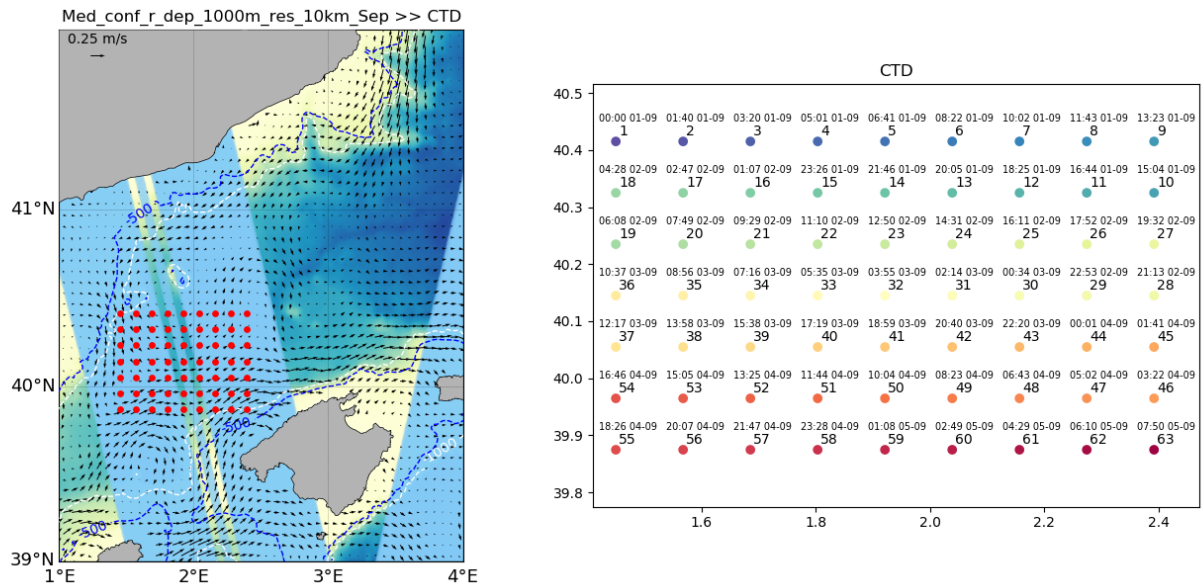 Med_conf_r_dep_1000m_res_10km_Sep >> CTD
0.25 m/s
-500
-500
-500
-1000
41°N
40°N
39°N
1°E 2°E 3°E 4°E
CTD
40.5
40.4
40.3
40.2
40.1
40.0
39.9
39.8
00:00 01-09 01:40 01-09 03:20 01-09 05:01 01-09 06:41 01-09 08:22 01-09 10:02 01-09 11:43 01-09 13:23 01-09
1 2 3 4 5 6 7 8 9
04:28 02-09 02:47 02-09 01:07 02-09 23:26 01-09 21:46 01-09 20:05 01-09 18:25 01-09 16:44 01-09 15:04 01-09
18 17 16 15 14 13 12 11 10
06:08 02-09 07:49 02-09 09:29 02-09 11:10 02-09 12:50 02-09 14:31 02-09 16:11 02-09 17:52 02-09 19:32 02-09
19 20 21 22 23 24 25 26 27
10:37 03-09 08:56 03-09 07:16 03-09 05:35 03-09 03:55 03-09 02:14 03-09 00:34 03-09 22:53 02-09 21:13 02-09
36 35 34 33 32 31 30 29 28
12:17 03-09 13:58 03-09 15:38 03-09 17:19 03-09 18:59 03-09 20:40 03-09 22:20 03-09 00:01 04-09 01:41 04-09
37 38 39 40 41 42 43 44 45
16:46 04-09 15:05 04-09 13:25 04-09 11:44 04-09 10:04 04-09 08:23 04-09 06:43 04-09 05:02 04-09 03:22 04-09
54 53 52 51 50 49 48 47 46
18:26 04-09 20:07 04-09 21:47 04-09 23:28 04-09 01:08 05-09 02:49 05-09 04:29 05-09 06:10 05-09 07:50 05-09
55 56 57 58 59 60 61 62 63
1.6 1.8 2.0 2.2 2.4